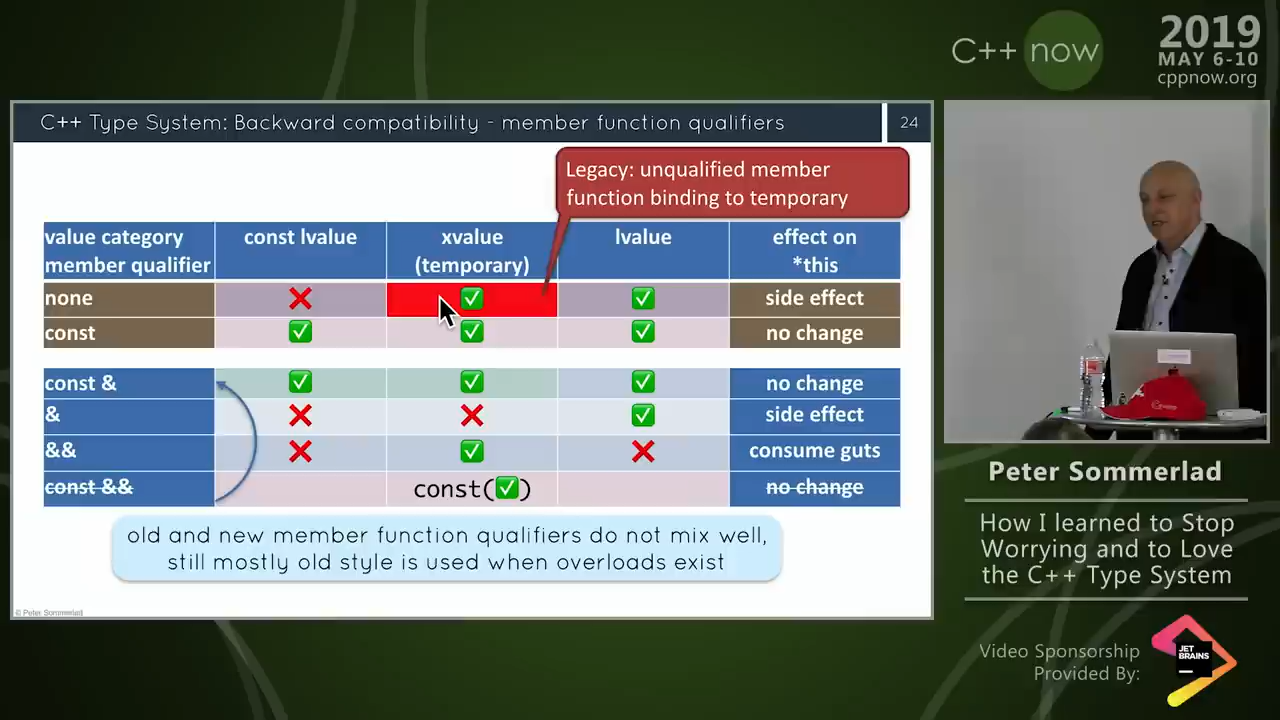 C++ now
2019
MAY 6-10
cppnow.org
C++ Type System: Backward compatibility - member function qualifiers
24
Legacy: unqualified member
function binding to temporary
value category
member qualifier
const lvalue
xvalue
(temporary)
lvalue
effect on
*this
none
side effect
const
no change
const &
no change
&
side effect
&&
consume guts
const &&
const(✅)
no change
old and new member function qualifiers do not mix well,
still mostly old style is used when overloads exist
© Peter Sommerlad
Peter Sommerlad
How I learned to Stop
Worrying and to Love
the C++ Type System
Video Sponsorship
Provided By:
JET
BRAINS